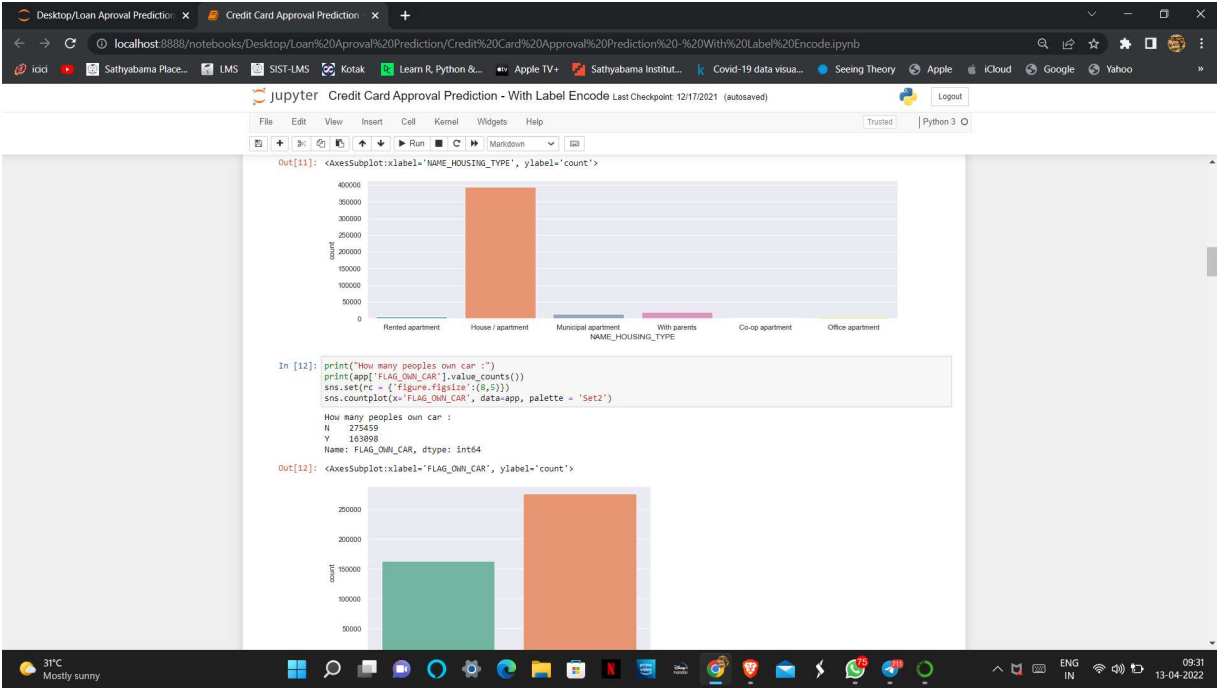 Desktop/Loan Aproval Prediction Credit Card Approval Prediction
localhost:8888/notebooks/Desktop/Loan%20Aproval%20Prediction/Credit%20Card%20Approval%20Prediction%20-%20With%20Label%20Encode.ipynb
icici Sathyabama Place... LMS SIST-LMS Kotak Learn R, Python &... Apple TV+ Sathyabama Institut... Covid-19 data visua... Seeing Theory Apple iCloud Google Yahoo »
jupyter Credit Card Approval Prediction - With Label Encode Last Checkpoint: 12/17/2021 (autosaved) Logout
File Edit View Insert Cell Kernel Widgets Help Trusted Python 3
Run Markdown
Out[11]: <AxesSubplot:xlabel='NAME_HOUSING_TYPE', ylabel='count'>
400000
350000
300000
250000
200000
150000
100000
50000
0
count
Rented apartment House / apartment Municipal apartment With parents Co-op apartment Office apartment
NAME_HOUSING_TYPE
In [12]: print("How many peoples own car :")
print(app['FLAG_OWN_CAR'].value_counts())
sns.set(rc = {'figure.figsize':(8,5)})
sns.countplot(x='FLAG_OWN_CAR', data=app, palette = 'Set2')
How many peoples own car :
N 275459
Y 163098
Name: FLAG_OWN_CAR, dtype: int64
Out[12]: <AxesSubplot:xlabel='FLAG_OWN_CAR', ylabel='count'>
250000
200000
150000
100000
50000
count
31°C ENG 09:31
Mostly sunny IN 13-04-2022
75
711